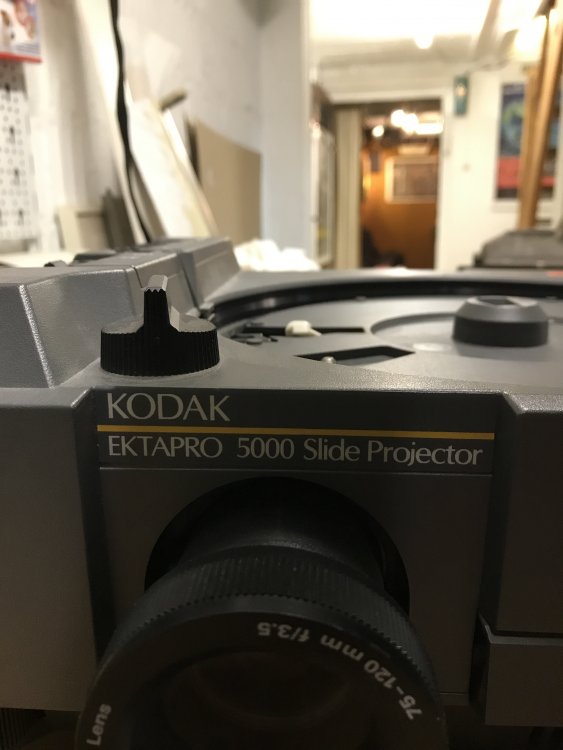 KODAK
EKTAPRO 5000 Slide Projector
75-120 mm f/3.5
Lens